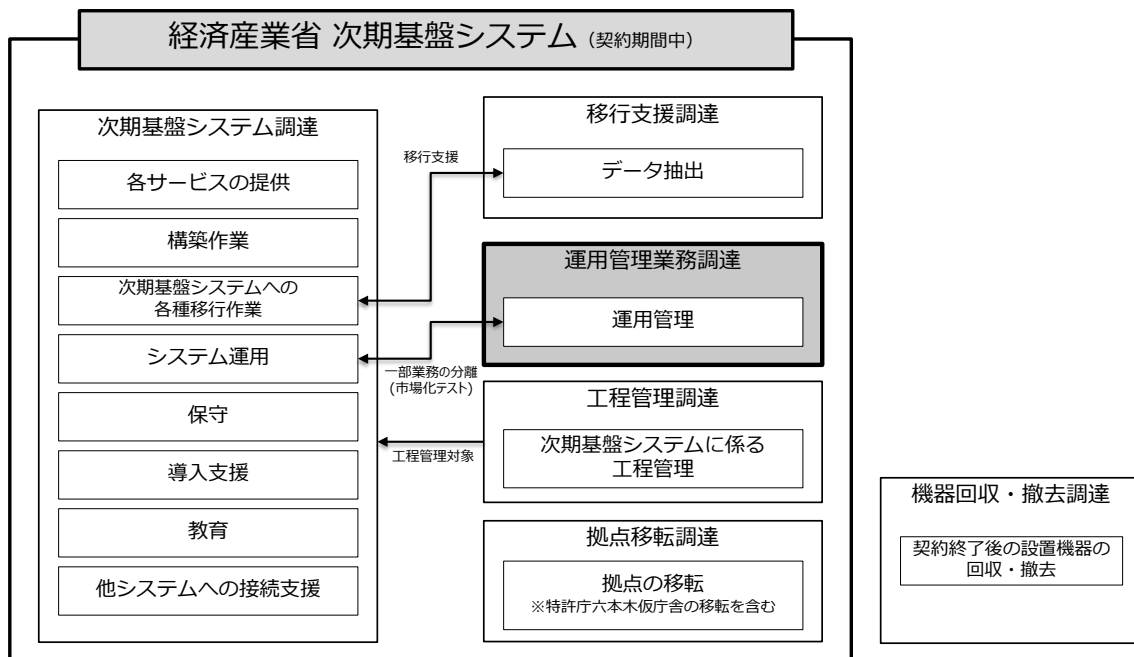 経済産業省 次期基盤システム (契約期間中)
次期基盤システム調達
各サービスの提供
構築作業
次期基盤システムへの
各種移行作業
システム運用
保守
導入支援
教育
他システムへの接続支援
移行支援
一部業務の分離
(市場化テスト)
工程管理対象
移行支援調達
データ抽出
運用管理業務調達
運用管理
工程管理調達
次期基盤システムに係る
工程管理
拠点移転調達
拠点の移転
※特許庁六本木仮庁舎の移転を含む
機器回収・撤去調達
契約終了後の設置機器の
回収・撤去